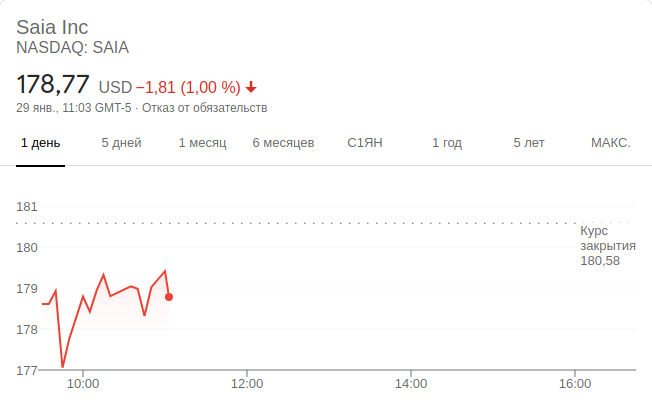 Saia Inc
NASDAQ: SAIA
178,77 USD −1,81 (1,00 %)
29 янв., 11:03 GMT-5 · Отказ от обязательств
1 день 5 дней 1 месяц 6 месяцев С1ЯН 1 год 5 лет МАКС.
181
180
179
178
177
Курс
закрытия
180,58
10:00 12:00 14:00 16:00